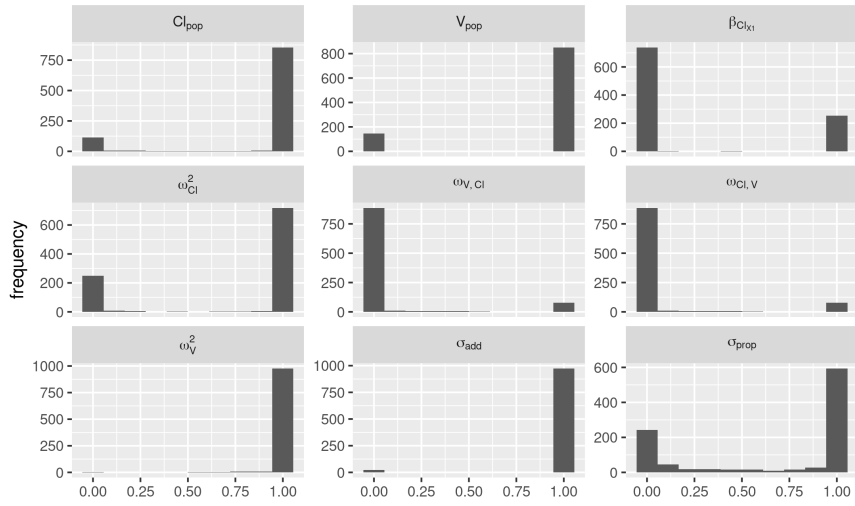 Cl_pop V_pop β_Cl_X1
750 800 600
500 600 400
250 400 200
0 200 0
0
ω²_Cl ω_V, Cl ω_Cl, V
600 750 750
400 500 500
200 250 250
0 0 0
frequency
ω²_V σ_add σ_prop
1000 1000 600
750 750 400
500 500 200
250 250 0
0 0
0.00 0.25 0.50 0.75 1.00 0.00 0.25 0.50 0.75 1.00 0.00 0.25 0.50 0.75 1.00